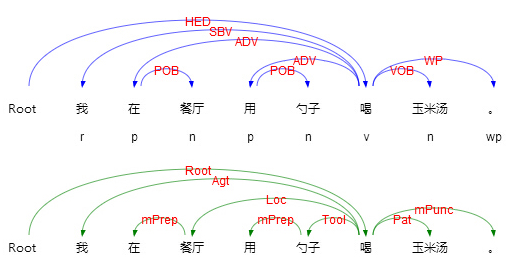 HED
SBV
ADV
ADV WP
POB POB VOB
Root 我 在 餐厅 用 勺子 喝 玉米汤 。
r p n p n v n wp
Root
Agt
Loc
mPunc
mPrep mPrep Tool Pat
Root 我 在 餐厅 用 勺子 喝 玉米汤 。